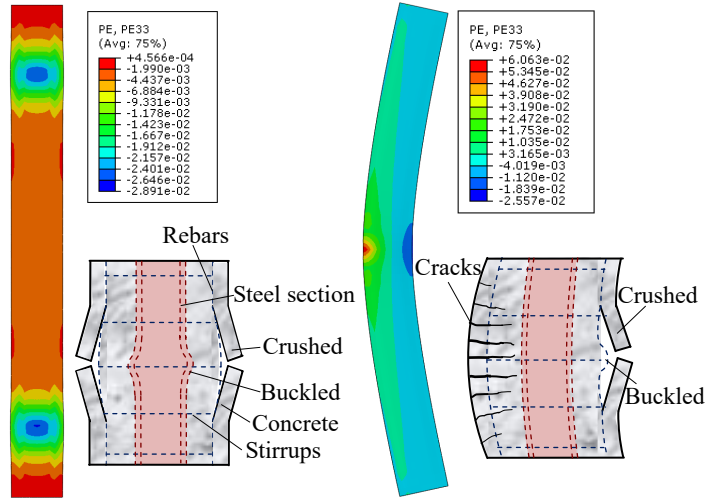 PE, PE33
(Avg: 75%)
+4.566e-04
-1.990e-03
-4.437e-03
-6.884e-03
-9.331e-03
-1.178e-02
-1.423e-02
-1.667e-02
-1.912e-02
-2.157e-02
-2.401e-02
-2.646e-02
-2.891e-02
Rebars
Steel section
Crushed
Buckled
Concrete
Stirrups
PE, PE33
(Avg: 75%)
+6.063e-02
+5.345e-02
+4.627e-02
+3.908e-02
+3.190e-02
+2.472e-02
+1.753e-02
+1.035e-02
+3.165e-03
-4.019e-03
-1.120e-02
-1.839e-02
-2.557e-02
Cracks
Crushed
Buckled